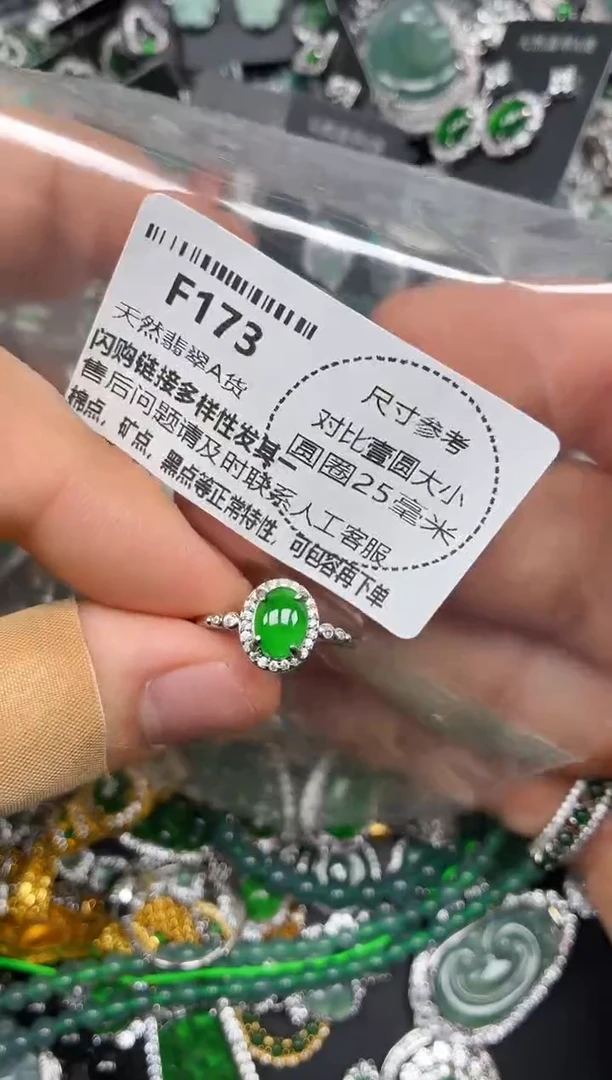 F173
天然翡翠A货
闪购链接多样性发其一
售后问题请及时联系人工客服
棉点，矿点，黑点等正常特性，可包容再下单
尺寸参考
对比壹圆大小
圆圈25毫米